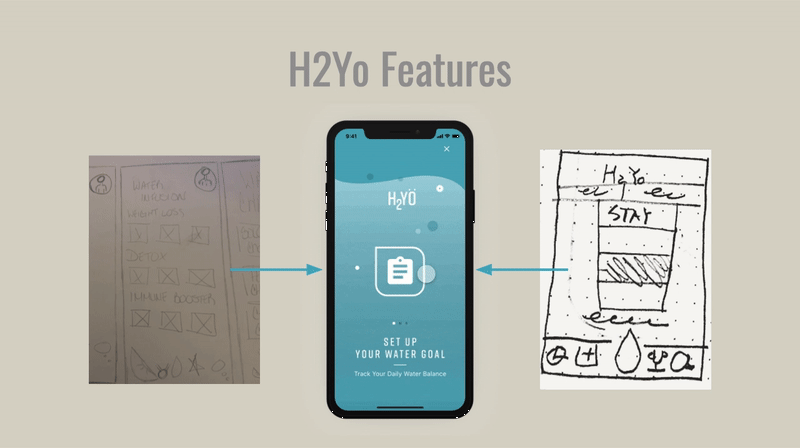 H2Yo Features
WATER
INFUSION
WEIGHT LOSS
DETOX
IMMUNE BOOSTER
9:41
H2YÖ
SET UP
YOUR WATER GOAL
Track Your Daily Water Balance
H2Yo
STAY